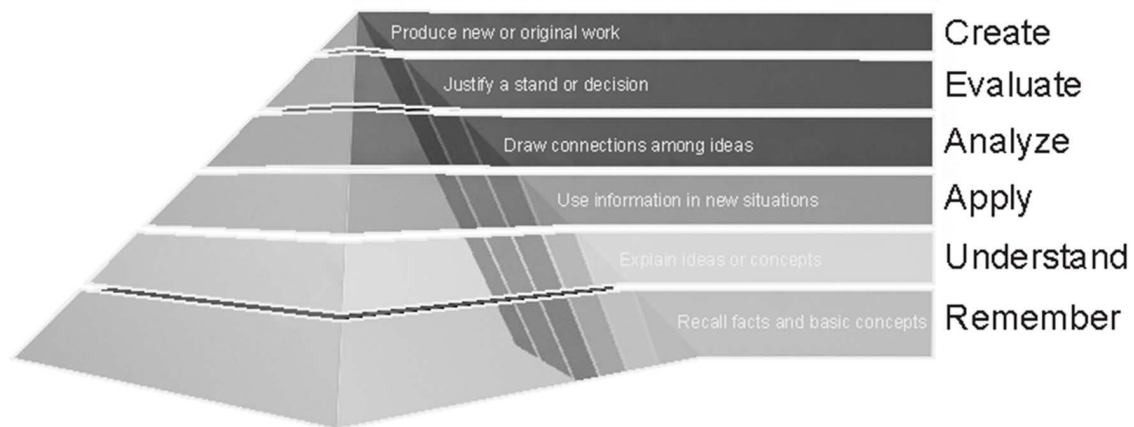 Produce new or original work
Create
Justify a stand or decision
Evaluate
Draw connections among ideas
Analyze
Use information in new situations
Apply
Explain ideas or concepts
Understand
Recall facts and basic concepts
Remember